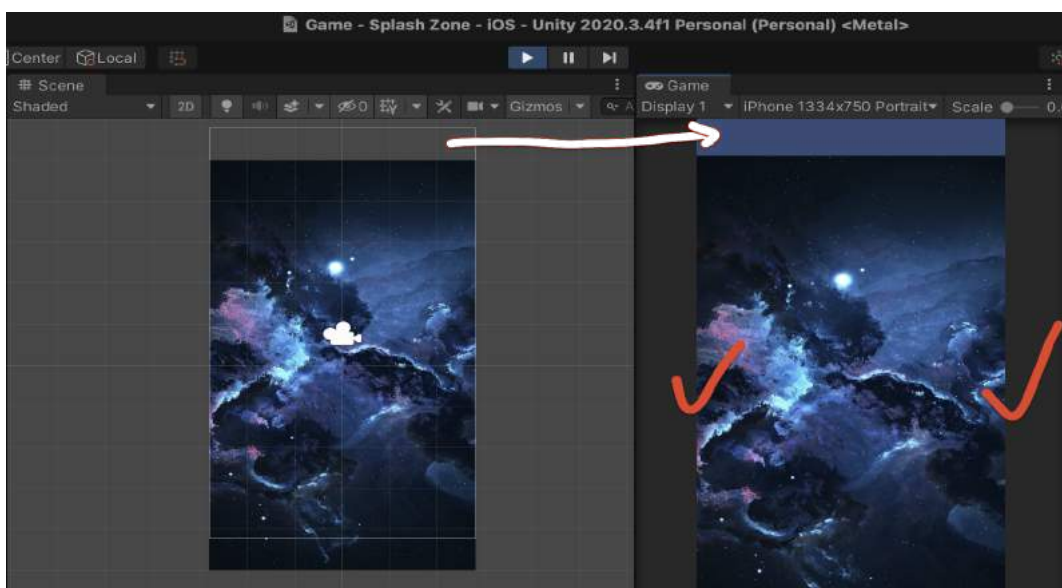 Game - Splash Zone - iOS - Unity 2020.3.4f1 Personal (Personal) <Metal>
Center Local
Scene
Game
Shaded 2D 0 Gizmos A Display 1 iPhone 1334x750 Portrait Scale 0.